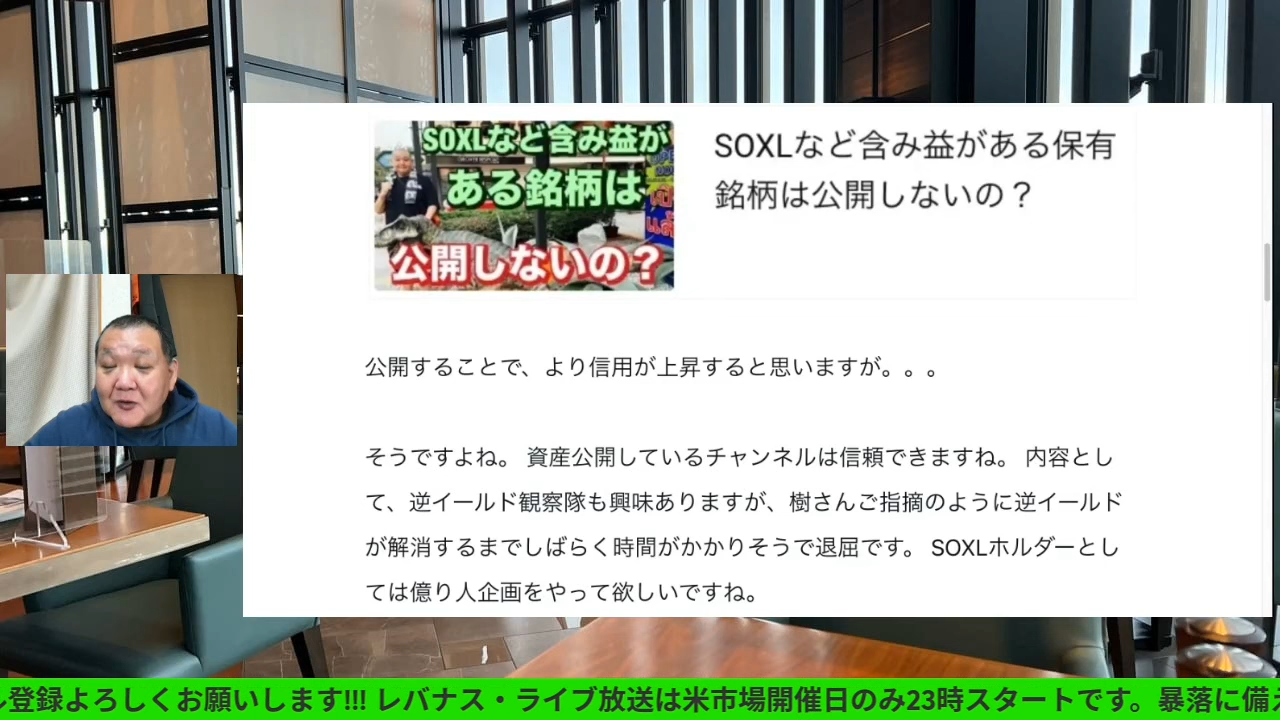 SOXLなど含み益が
ある銘柄は
公開しないの？
SOXLなど含み益がある保有
銘柄は公開しないの？
公開することで、より信用が上昇すると思いますが。。。
そうですよね。 資産公開しているチャンネルは信頼できますね。 内容とし
て、逆イールド観察隊も興味ありますが、樹さんご指摘のように逆イールド
が解消するまでしばらく時間がかかりそうで退屈です。 SOXLホルダーとし
ては億り人企画をやって欲しいですね。
登録よろしくお願いします!!! レバナス・ライブ放送は米市場開催日のみ23時スタートです。暴落に備